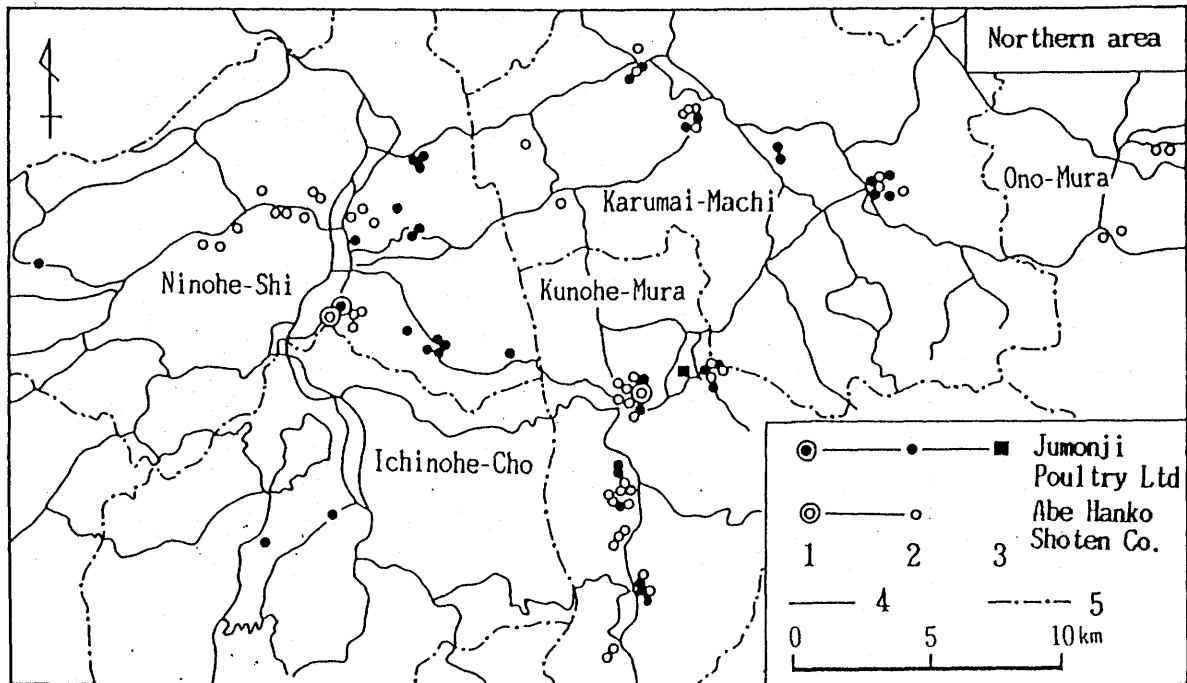 Northern area
Karumai-Machi
Ono-Mura
Ninohe-Shi
Kunohe-Mura
Ichinohe-Cho
Jumonji
Poultry Ltd
Abe Hanko
Shoten Co.
1 2 3
4 5
0 5 10km